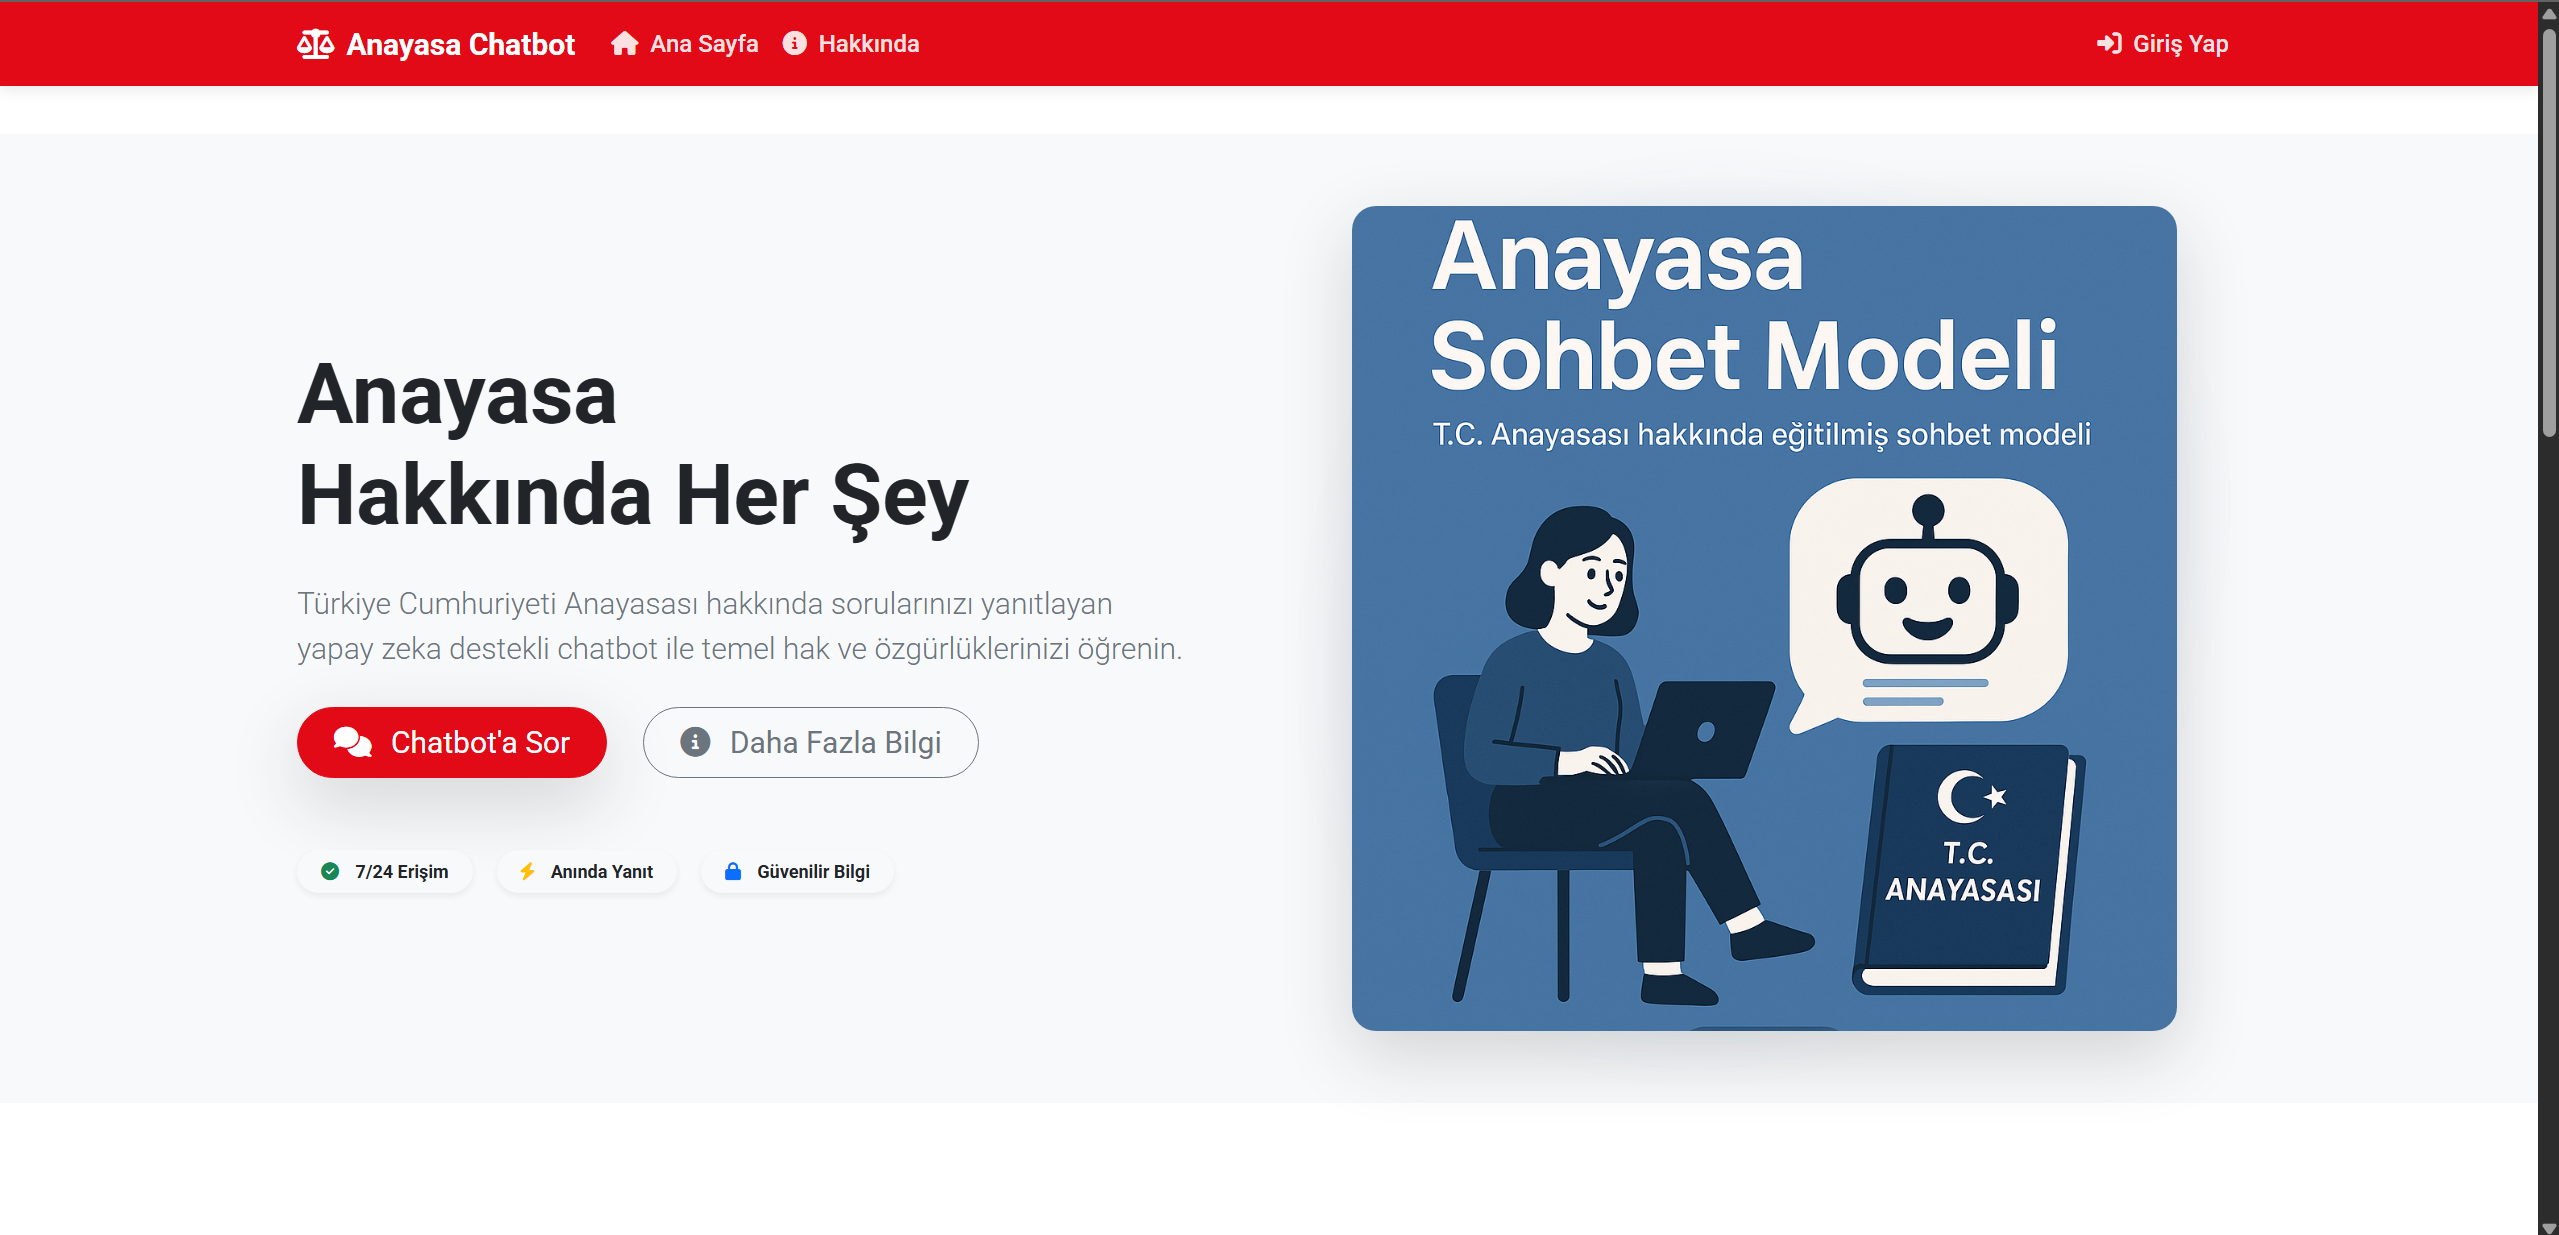 Anayasa Chatbot
Ana Sayfa
Hakkında
Giriş Yap
Anayasa
Hakkında Her Şey
Türkiye Cumhuriyeti Anayasası hakkında sorularınızı yanıtlayan
yapay zeka destekli chatbot ile temel hak ve özgürlüklerinizi öğrenin.
Chatbot'a Sor
Daha Fazla Bilgi
7/24 Erişim
Anında Yanıt
Güvenilir Bilgi
Anayasa
Sohbet Modeli
T.C. Anayasası hakkında eğitilmiş sohbet modeli
T.C.
ANAYASASI